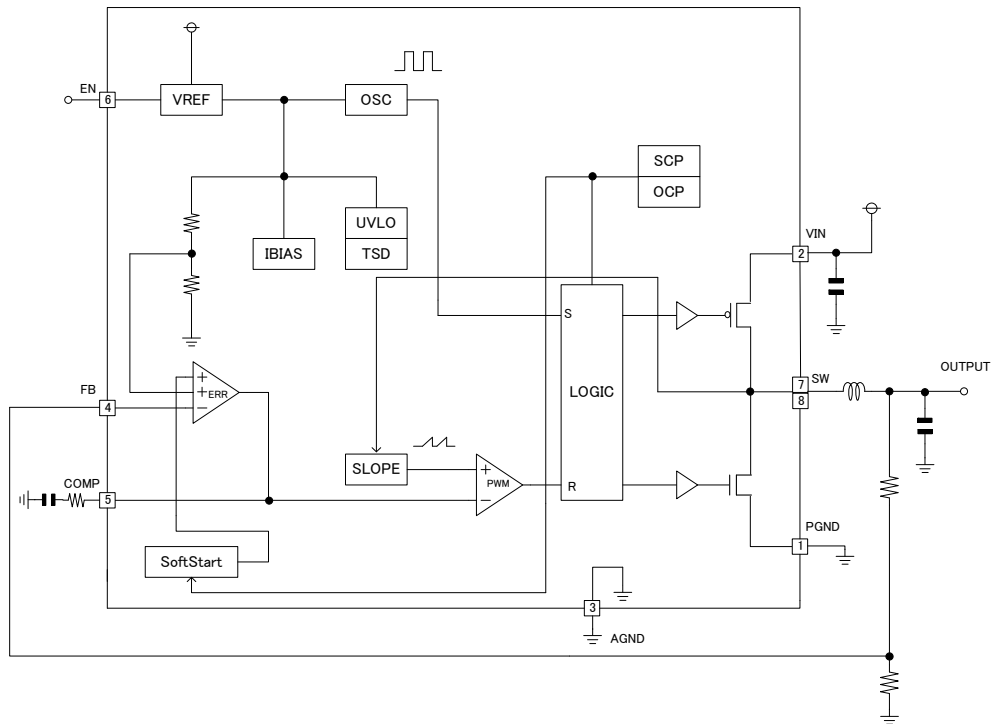 EN
6
VREF
OSC
SCP
OCP
UVLO
TSD
IBIAS
VIN
2
S
LOGIC
OUTPUT
SW
7
8
FB
4
+
+
ERR
−
COMP
5
SLOPE
+
PWM
−
R
PGND
1
SoftStart
3
AGND